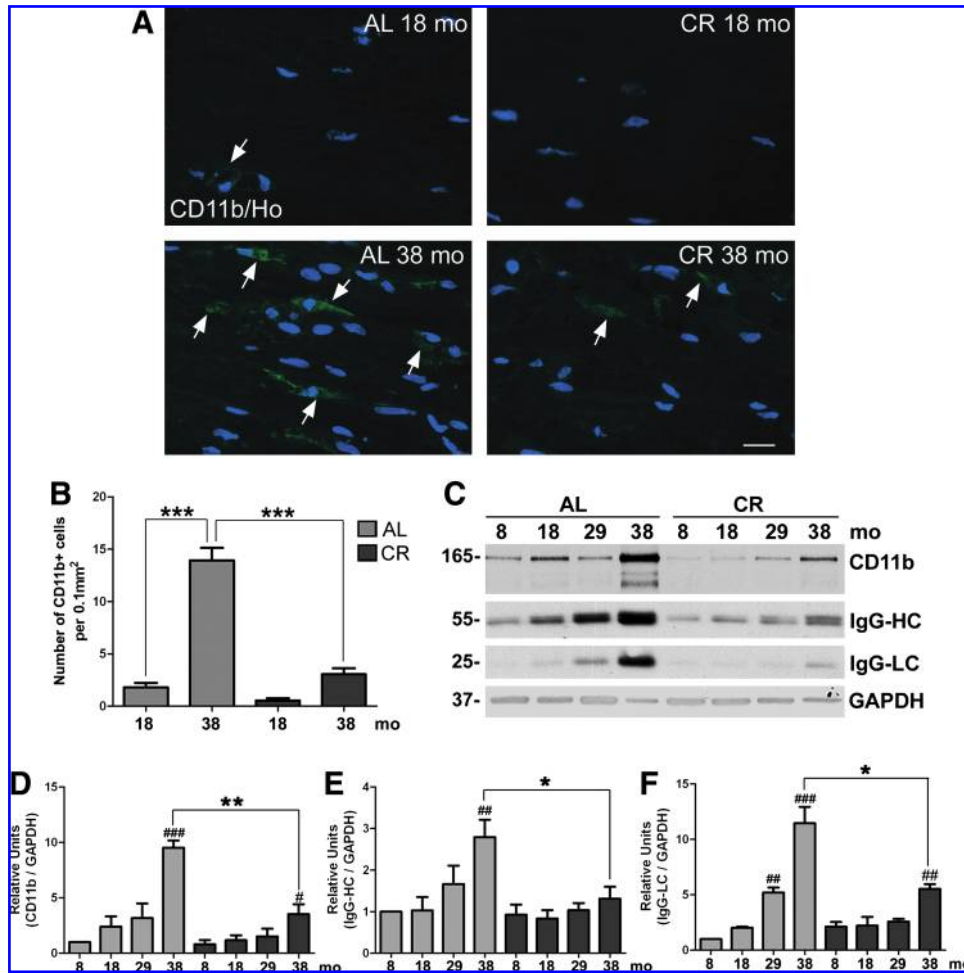 A
AL 18 mo
CR 18 mo
CD11b/Ho
AL 38 mo
CR 38 mo
B
Number of CD11b+ cells
per 0.1mm²
20
15
10
5
0
***
***
AL
CR
18 38 18 38 mo
C
AL CR
8 18 29 38 8 18 29 38 mo
165- CD11b
55- IgG-HC
25- IgG-LC
37- GAPDH
D
Relative Units
(CD11b / GAPDH)
15
10
5
0
###
**
#
8 18 29 38 8 18 29 38 mo
E
Relative Units
(IgG-HC / GAPDH)
4
3
2
1
0
##
*
8 18 29 38 8 18 29 38 mo
F
Relative Units
(IgG-LC / GAPDH)
15
10
5
0
##
###
*
##
8 18 29 38 8 18 29 38 mo